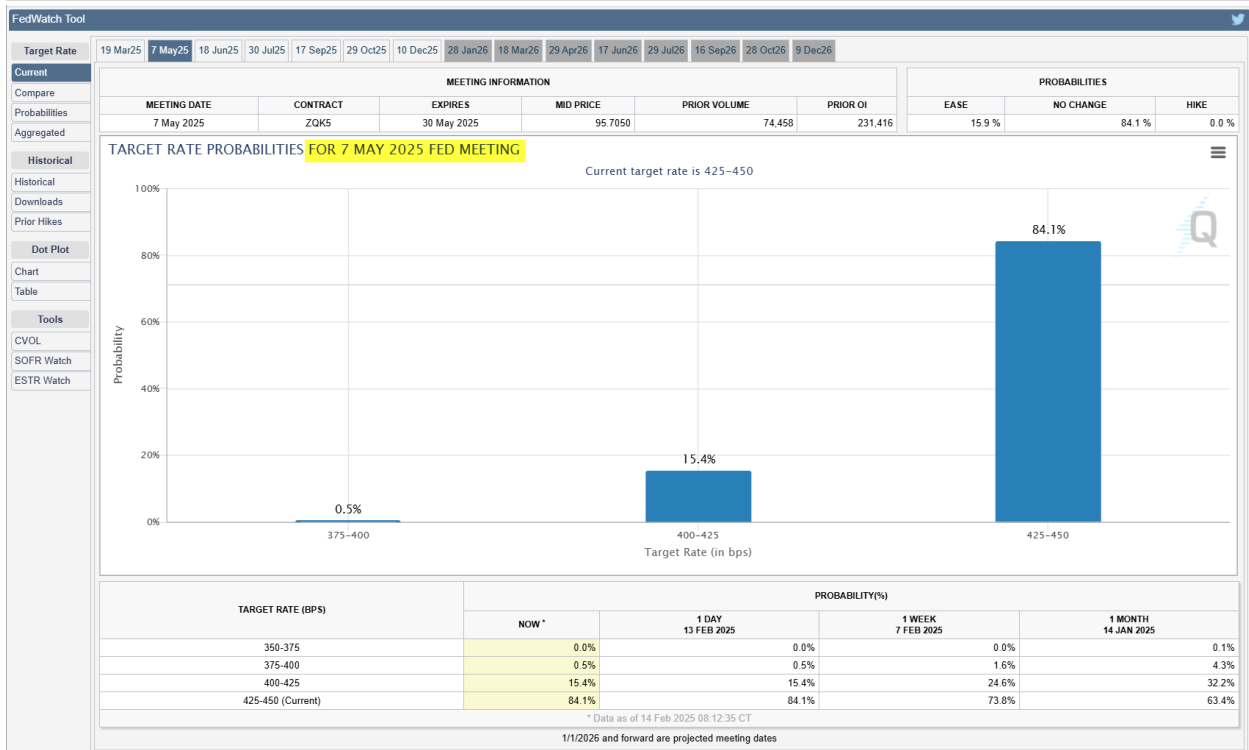 FedWatch Tool
Target Rate
Current
Compare
Probabilities
Aggregated
Historical
Historical
Downloads
Prior Hikes
Dot Plot
Chart
Table
Tools
CVOL
SOFR Watch
ESTR Watch
19 Mar25 7 May25 18 Jun25 30 Jul25 17 Sep25 29 Oct25 10 Dec25 28 Jan26 18 Mar26 29 Apr26 17 Jun26 29 Jul26 16 Sep26 28 Oct26 9 Dec26
MEETING INFORMATION
MEETING DATE CONTRACT EXPIRES MID PRICE PRIOR VOLUME PRIOR OI
7 May 2025 ZQK5 30 May 2025 95.7050 74,458 231,416
PROBABILITIES
EASE NO CHANGE HIKE
15.9 % 84.1 % 0.0 %
TARGET RATE PROBABILITIES FOR 7 MAY 2025 FED MEETING
Current target rate is 425-450
Q
Probability
100%
80%
60%
40%
20%
0%
0.5%
15.4%
84.1%
375-400 400-425 425-450
Target Rate (in bps)
TARGET RATE (BPS) PROBABILITY(%)
NOW * 1 DAY 1 WEEK 1 MONTH
13 FEB 2025 7 FEB 2025 14 JAN 2025
350-375 0.0% 0.0% 0.0% 0.1%
375-400 0.5% 0.5% 1.6% 4.3%
400-425 15.4% 15.4% 24.6% 32.2%
425-450 (Current) 84.1% 84.1% 73.8% 63.4%
* Data as of 14 Feb 2025 08:12:35 CT
1/1/2026 and forward are projected meeting dates